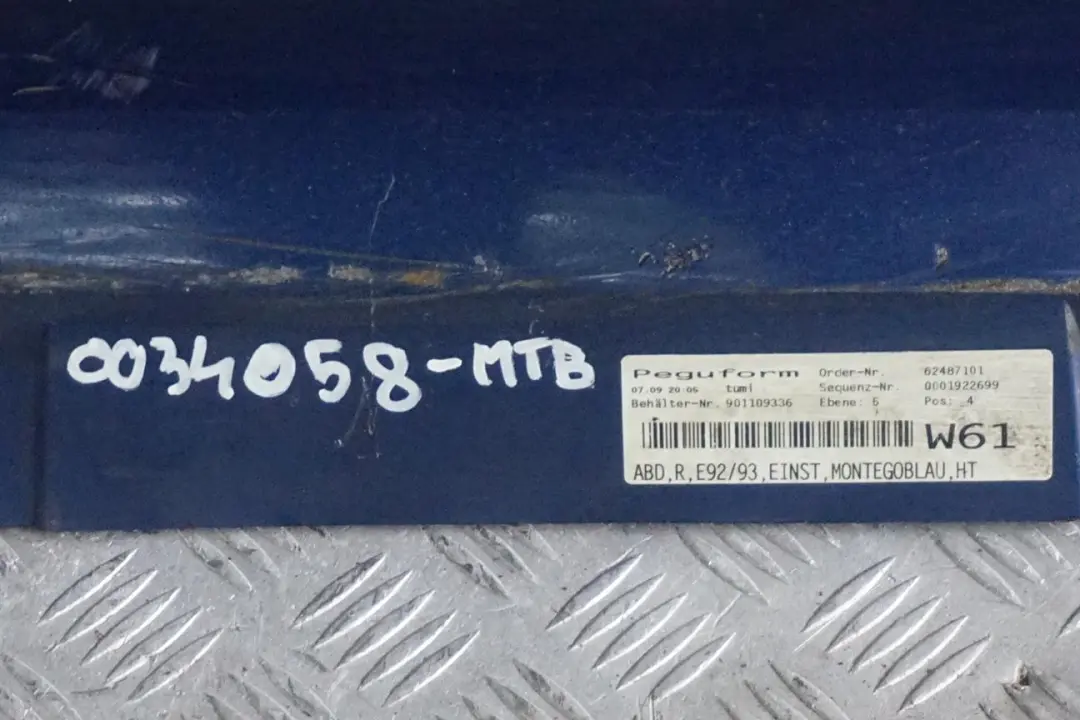 0034058-MTB
Peguform Order-Nr. 62487101
07.09 20:06 tumi Sequenz-Nr. 0001922699
Behälter-Nr. 901109336 Ebene: 5 Pos: 4
W61
ABD,R,E92/93,EINST,MONTEGOBLAU,HT